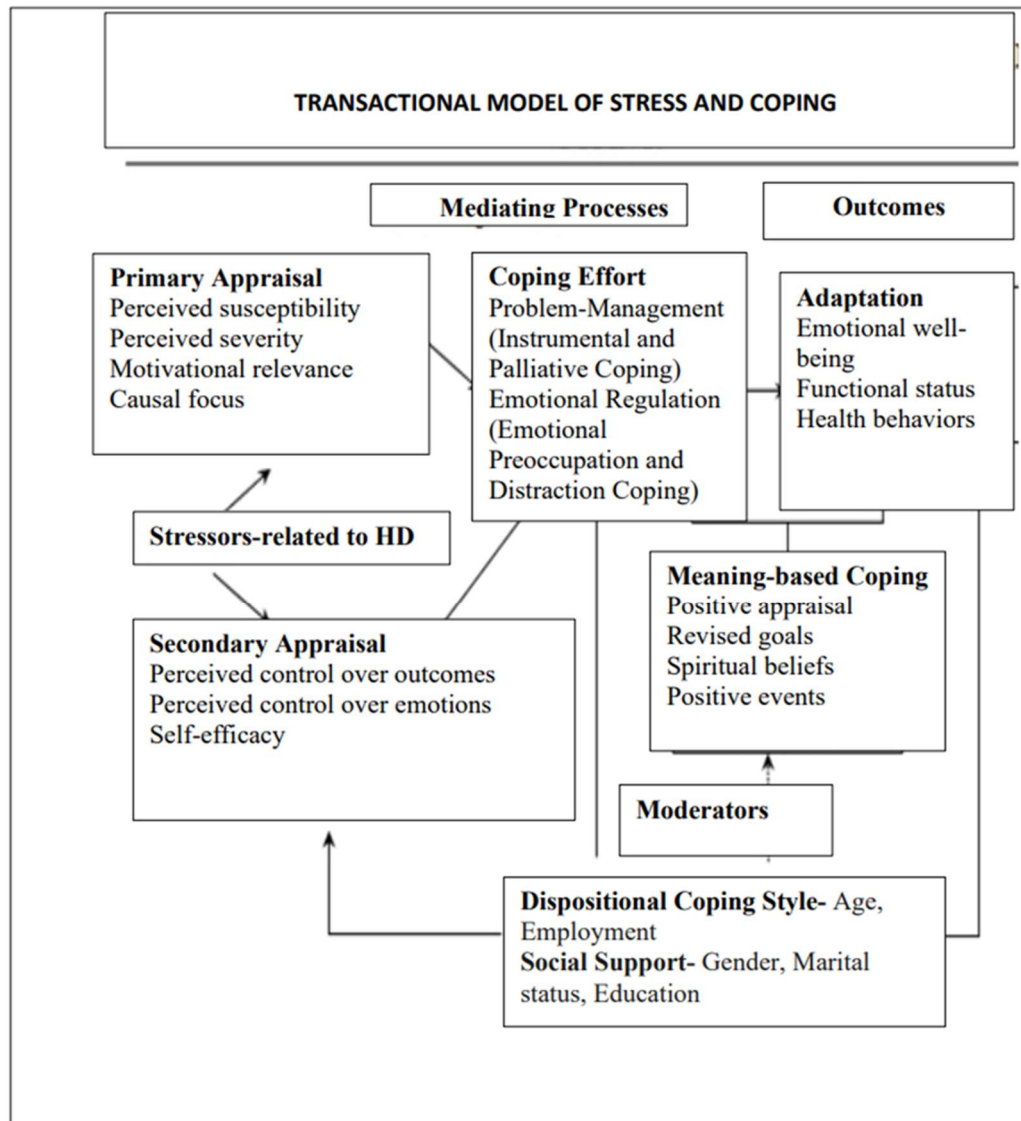 TRANSACTIONAL MODEL OF STRESS AND COPING
Mediating Processes
Outcomes
Primary Appraisal
Perceived susceptibility
Perceived severity
Motivational relevance
Causal focus
Coping Effort
Problem-Management
(Instrumental and
Palliative Coping)
Emotional Regulation
(Emotional
Preoccupation and
Distraction Coping)
Adaptation
Emotional well-
being
Functional status
Health behaviors
Stressors-related to HD
Secondary Appraisal
Perceived control over outcomes
Perceived control over emotions
Self-efficacy
Meaning-based Coping
Positive appraisal
Revised goals
Spiritual beliefs
Positive events
Moderators
Dispositional Coping Style- Age,
Employment
Social Support- Gender, Marital
status, Education